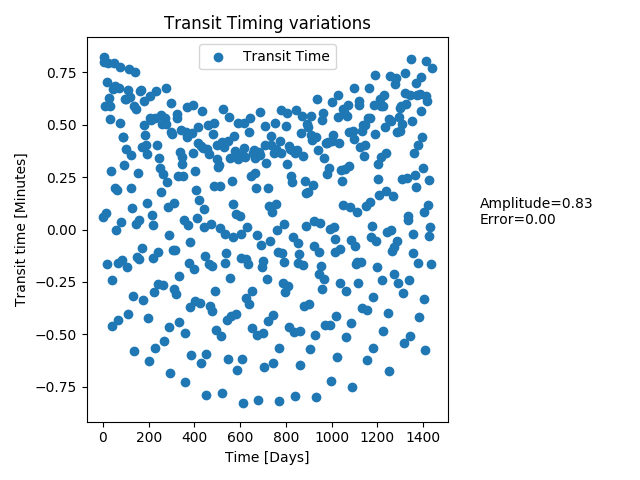 Transit Timing variations
Transit Time
Transit time [Minutes]
0.75
0.50
0.25
0.00
−0.25
−0.50
−0.75
0 200 400 600 800 1000 1200 1400
Time [Days]
Amplitude=0.83
Error=0.00